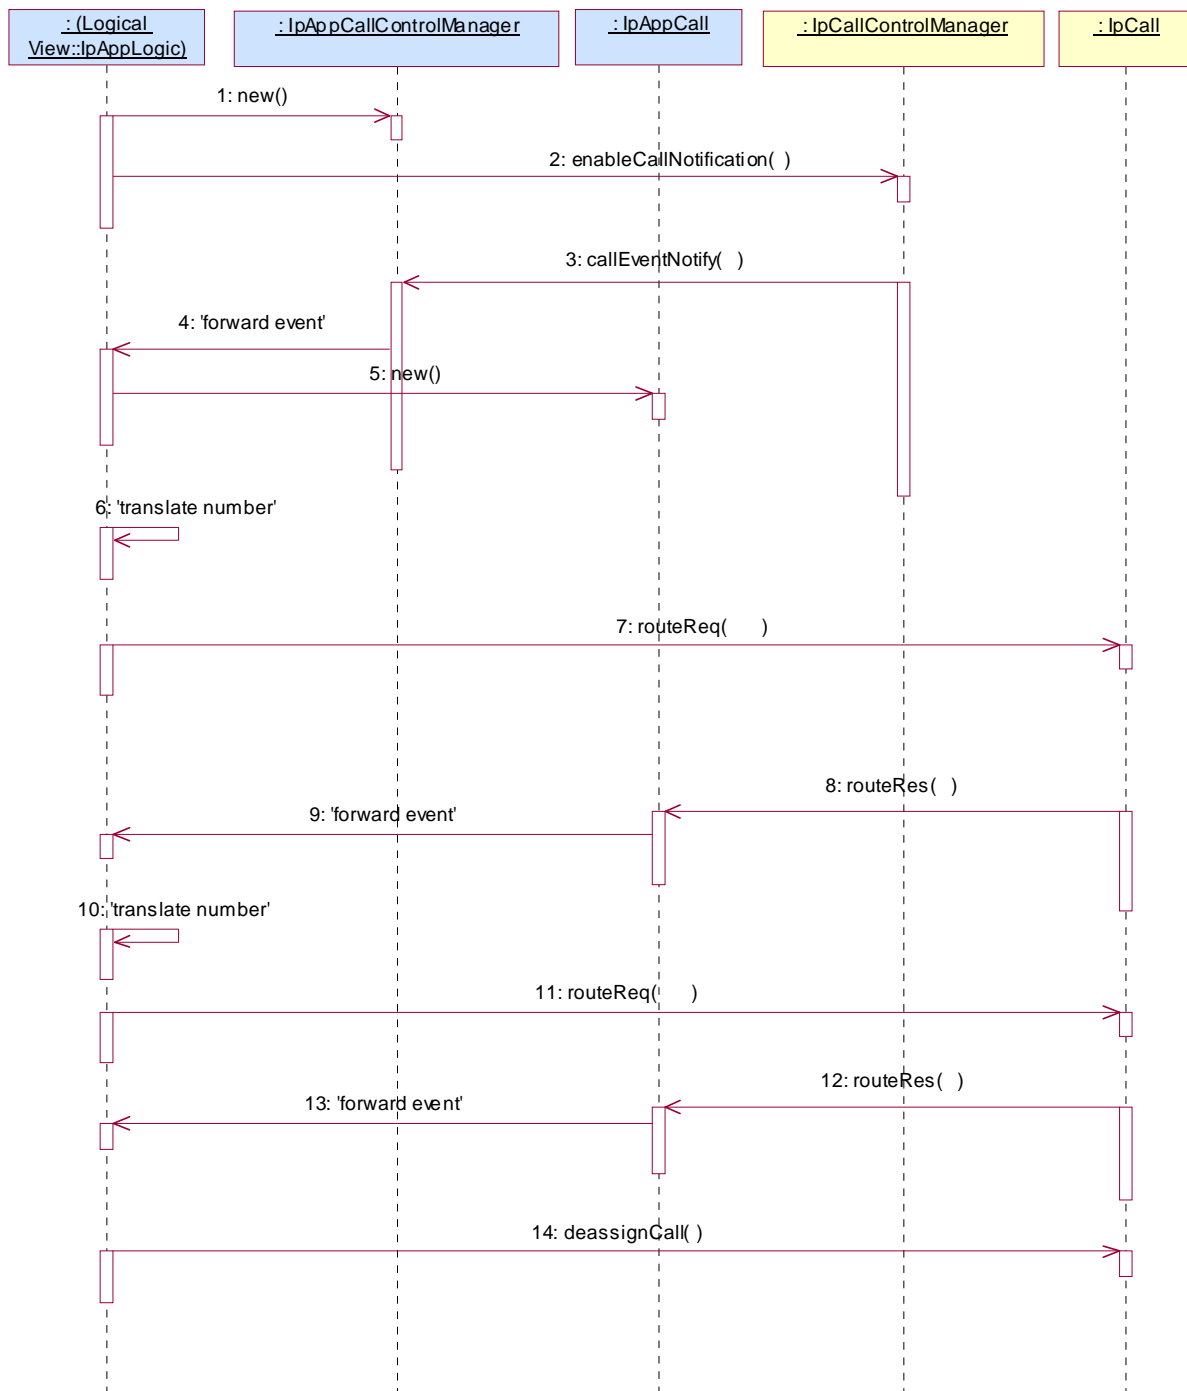 : (Logical
View::IpAppLogic)
: IpAppCallControlManager
: IpAppCall
: IpCallControlManager
: IpCall
1: new()
2: enableCallNotification( )
3: callEventNotify( )
4: 'forward event'
5: new()
6: 'translate number'
7: routeReq( )
8: routeRes( )
9: 'forward event'
10: 'translate number'
11: routeReq( )
12: routeRes( )
13: 'forward event'
14: deassignCall( )